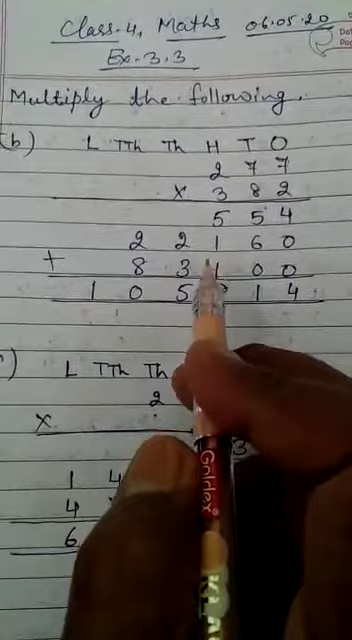 Class-4, Maths 06.05.20
Ex-3.3
Multiply the following.
(b) L TTh Th H T O
2 7 7
x 3 8 2
5 5 4
2 2 1 6 0
+ 8 3 1 0 0
1 0 5 1 4
) L TTh Th
2
x
3
1 4
4
6
Goldex
KLA